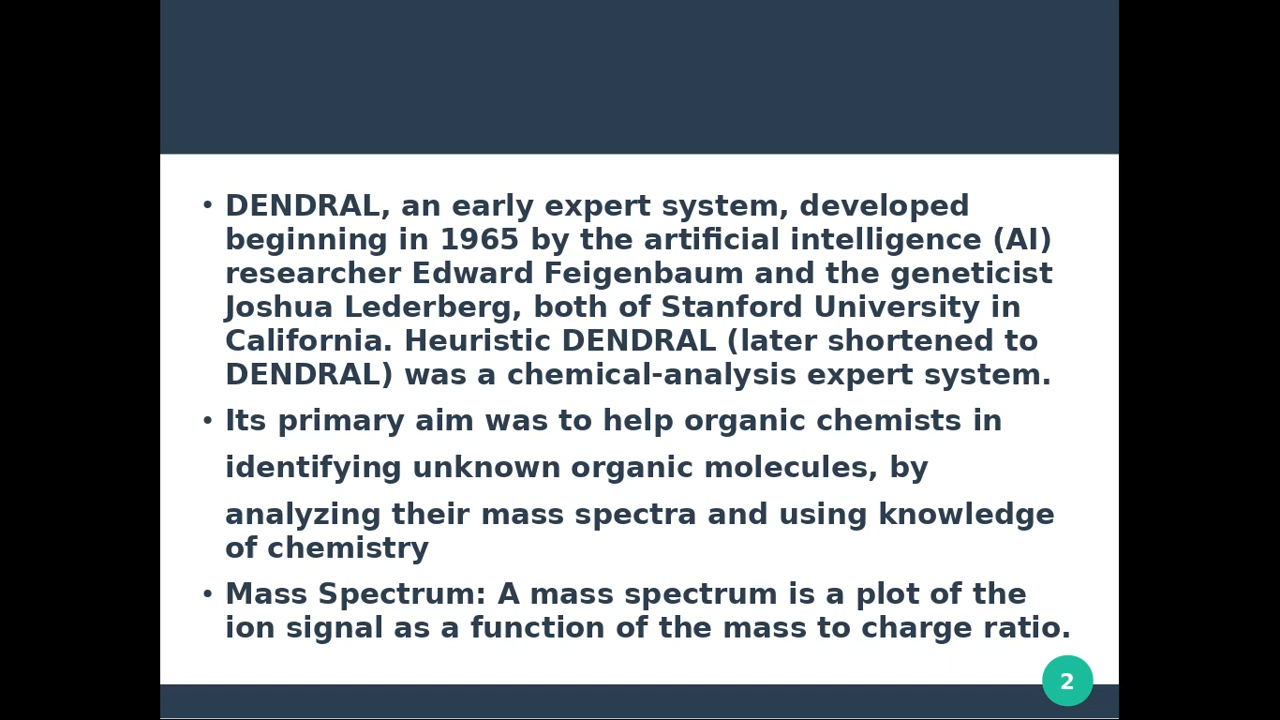 • DENDRAL, an early expert system, developed
beginning in 1965 by the artificial intelligence (AI)
researcher Edward Feigenbaum and the geneticist
Joshua Lederberg, both of Stanford University in
California. Heuristic DENDRAL (later shortened to
DENDRAL) was a chemical-analysis expert system.
• Its primary aim was to help organic chemists in
identifying unknown organic molecules, by
analyzing their mass spectra and using knowledge
of chemistry
• Mass Spectrum: A mass spectrum is a plot of the
ion signal as a function of the mass to charge ratio.
2